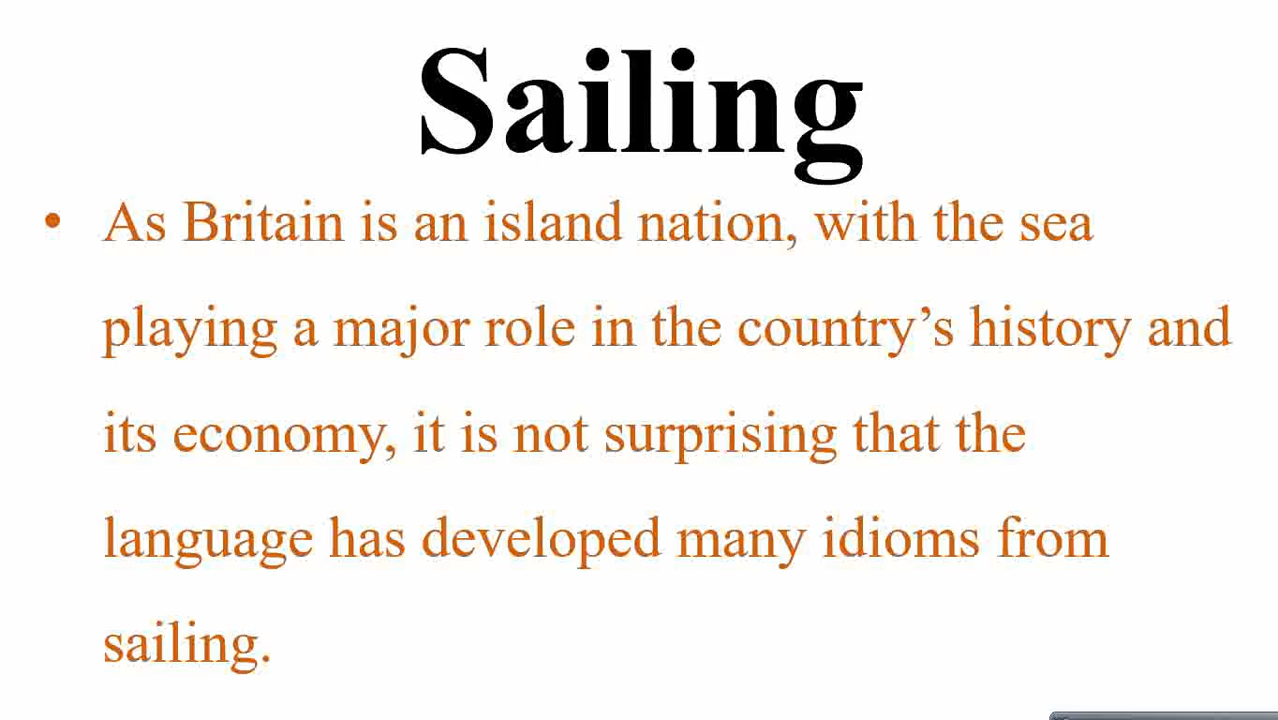 Sailing
• As Britain is an island nation, with the sea
playing a major role in the country’s history and
its economy, it is not surprising that the
language has developed many idioms from
sailing.